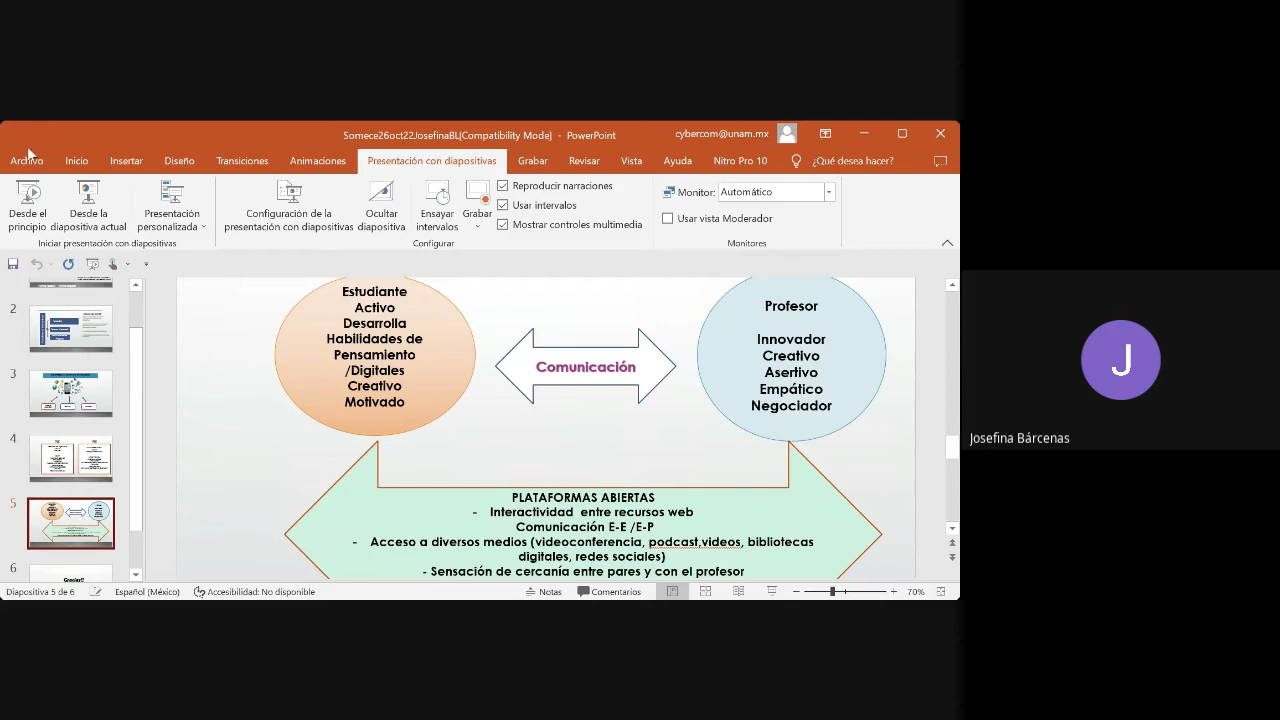 Somece26oct22JosefinaBL[Compatibility Mode] - PowerPoint
cybercom@unam.mx
Archivo Inicio Insertar Diseño Transiciones Animaciones Presentación con diapositivas Grabar Revisar Vista Ayuda Nitro Pro 10 ¿Qué desea hacer?
Desde el principio
Desde la diapositiva actual
Presentación personalizada
Iniciar presentación con diapositivas
Configuración de la presentación con diapositivas
Ocultar diapositiva
Ensayar intervalos
Grabar
Reproducir narraciones
Usar intervalos
Mostrar controles multimedia
Configurar
Monitor: Automático
Usar vista Moderador
Monitores
2
3
4
5
6
Estudiante
Activo
Desarrolla
Habilidades de
Pensamiento
/Digitales
Creativo
Motivado
Comunicación
Profesor
Innovador
Creativo
Asertivo
Empático
Negociador
PLATAFORMAS ABIERTAS
- Interactividad entre recursos web
Comunicación E-E /E-P
- Acceso a diversos medios (videoconferencia, podcast,videos, bibliotecas
digitales, redes sociales)
- Sensación de cercanía entre pares y con el profesor
Gracias!!
Diapositiva 5 de 6 Español (México) Accesibilidad: No disponible Notas Comentarios 70%
J
Josefina Bárcenas